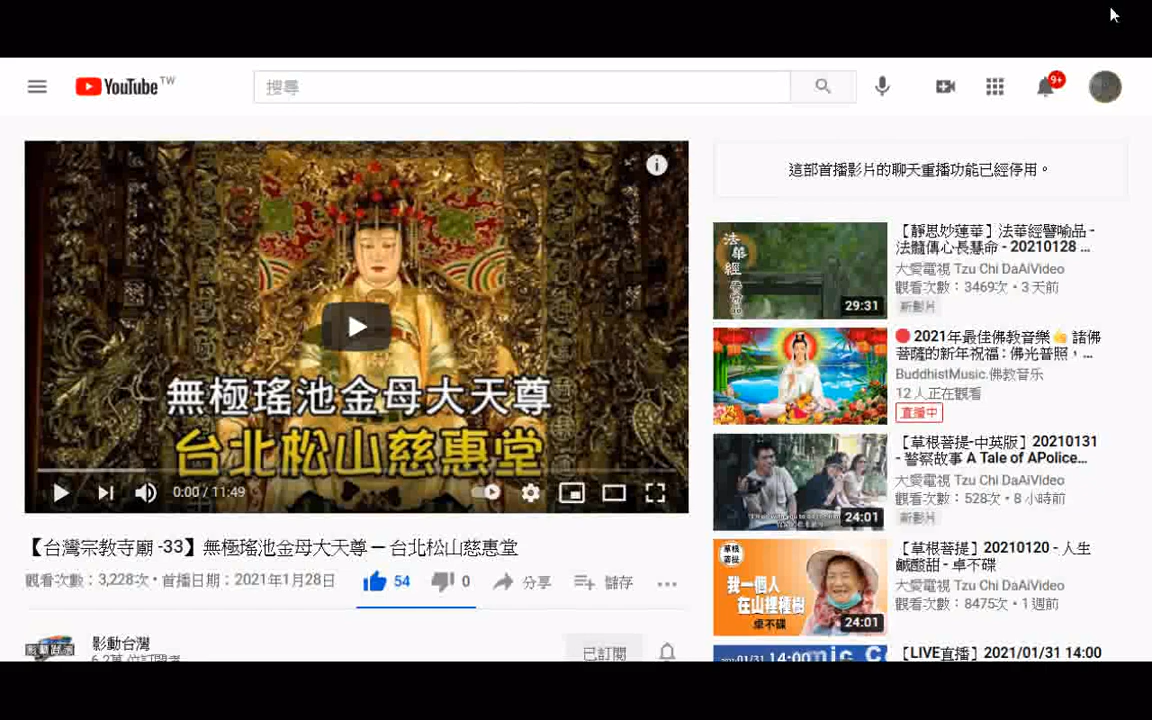 YouTube TW
搜尋
9+
無極瑤池金母大天尊
台北松山慈惠堂
0:00 / 11:49
【台灣宗教寺廟 -33】無極瑤池金母大天尊 – 台北松山慈惠堂
觀看次數：3,228次 • 首播日期：2021年1月28日
54
0
分享
儲存
影動台灣
已訂閱
這部首播影片的聊天重播功能已經停用。
法華經
29:31
【靜思妙蓮華】法華經譬喻品 -
法髓傳心長慧命 - 20210128 ...
大愛電視 Tzu Chi DaAiVideo
觀看次數：3469次 • 3 天前
新影片
2021年最佳佛教音樂👍 諸佛
菩薩的新年祝福: 佛光普照，...
BuddhistMusic.佛教音乐
12 人正在觀看
直播中
24:01
【草根菩提-中英版】20210131
- 警察故事 A Tale of APolice...
大愛電視 Tzu Chi DaAiVideo
觀看次數：528次 • 8 小時前
新影片
草根菩提
我一個人
在山裡種樹
卓不碟
24:01
【草根菩提】20210120 - 人生
鹹酸甜 - 卓不碟
大愛電視 Tzu Chi DaAiVideo
觀看次數：8475次 • 1 週前
01/31 14:00
【LIVE直播】2021/01/31 14:00